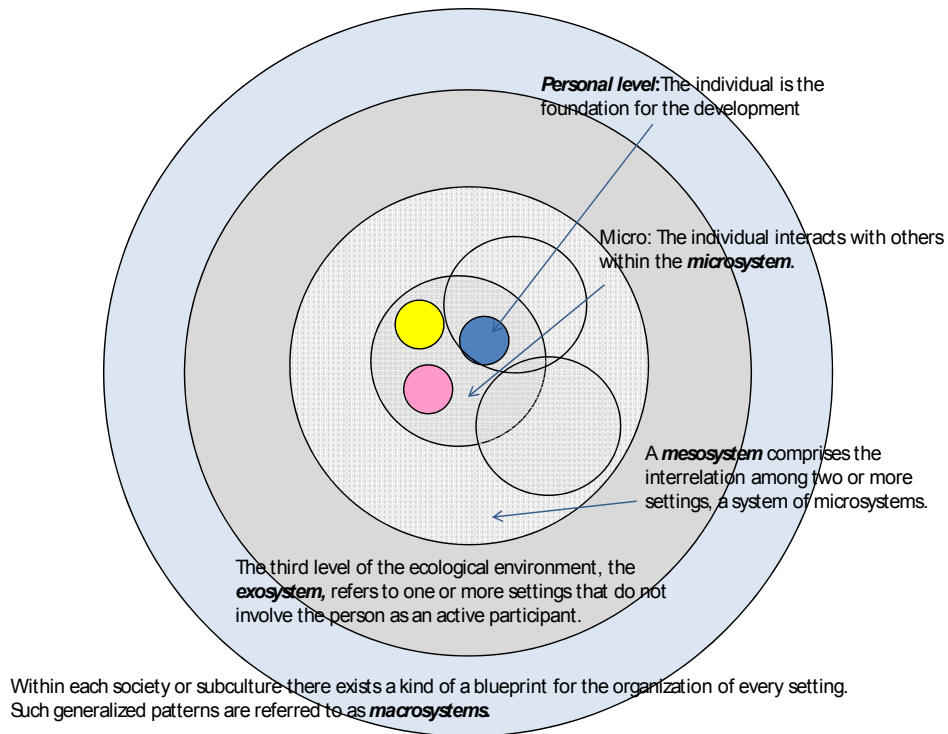 Personal level: The individual is the
foundation for the development
Micro: The individual interacts with others
within the microsystem.
A mesosystem comprises the
interrelation among two or more
settings, a system of microsystems.
The third level of the ecological environment, the
exosystem, refers to one or more settings that do not
involve the person as an active participant.
Within each society or subculture there exists a kind of a blueprint for the organization of every setting.
Such generalized patterns are referred to as macrosystems.